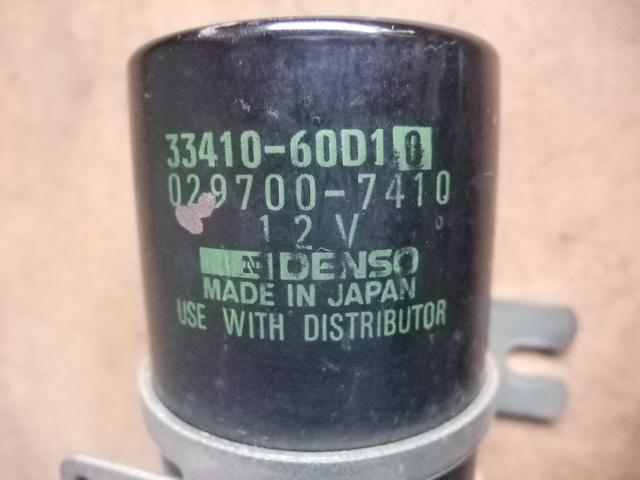 33410-60D10
029700-7410
12V
DENSO
MADE IN JAPAN
USE WITH DISTRIBUTOR